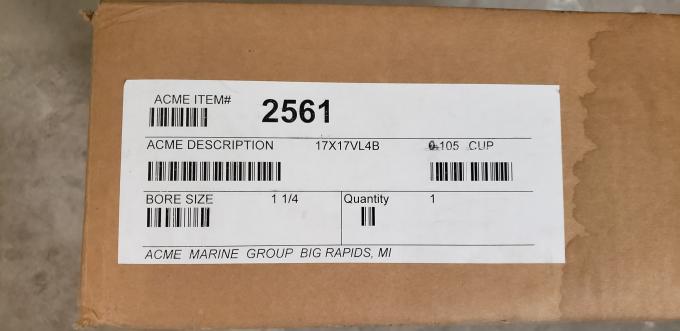 ACME ITEM# 2561
ACME DESCRIPTION 17X17VL4B 0.105 CUP
BORE SIZE 1 1/4 Quantity 1
ACME MARINE GROUP BIG RAPIDS, MI